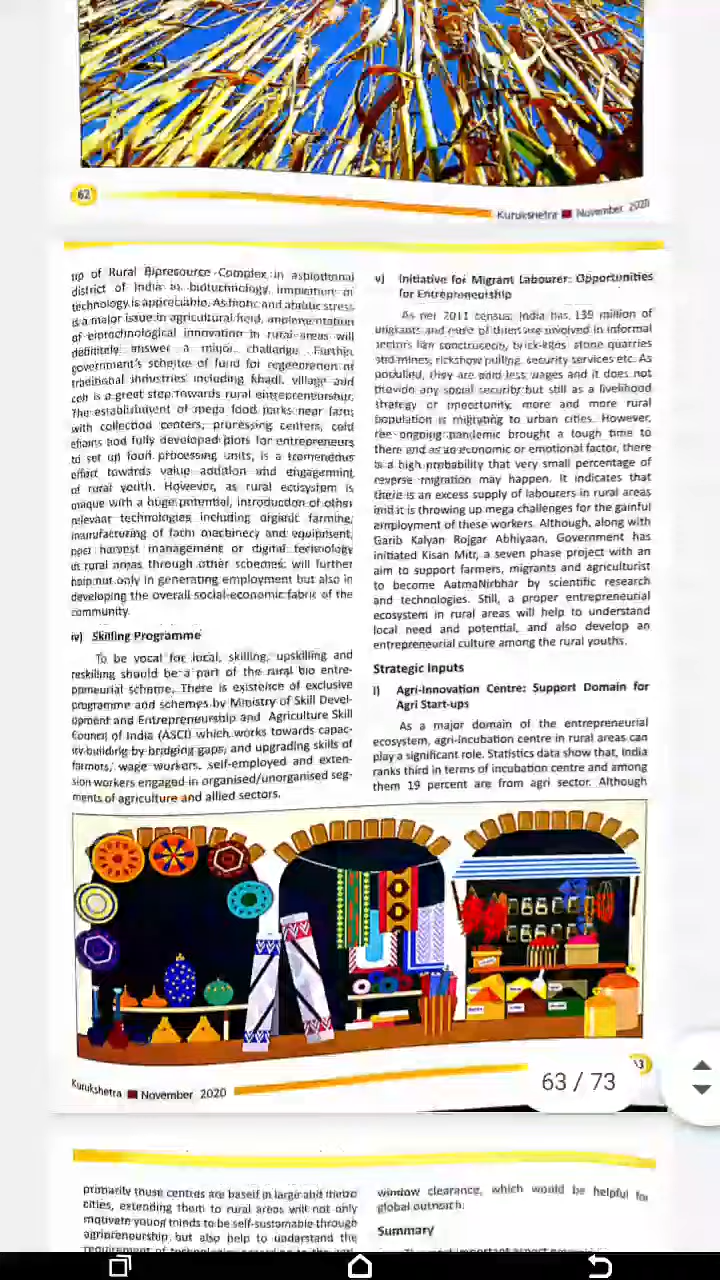 62
Kurukshetra November 2020
up of Rural Bioresource Complex in aspirational
district of India in biotechnology, impaction of
technology is appreciable. As biotic and abiotic stress
is a major issue in agricultural field, implementation
of biotechnological innovation in rural areas will
definitely answer a major challenge. Further,
government's scheme of fund for regeneration of
traditional industries including khadi, village and
coir is a great step towards rural entrepreneurship.
The establishment of mega food parks near farm
with collection centers, processing centers, cold
chains and fully developed plots for entrepreneurs
to set up food processing units, is a tremendous
effort towards value addition and engagement
of rural youth. However, as rural ecosystem is
unique with a huge potential, introduction of other
relevant technologies including organic farming,
manufacturing of farm machinery and equipment,
post harvest management or digital technology
in rural areas through other schemes, will further
help not only in generating employment but also in
developing the overall social-economic fabric of the
community.
iv) Skilling Programme
To be vocal for local, skilling, upskilling and
reskilling should be a part of the rural bio entre-
preneurial scheme. There is existence of exclusive
programme and schemes by Ministry of Skill Devel-
opment and Entrepreneurship and Agriculture Skill
Council of India (ASCI) which works towards capac-
ity building by bridging gaps, and upgrading skills of
farmers, wage workers, self-employed and exten-
sion workers engaged in organised/unorganised seg-
ments of agriculture and allied sectors.
v) Initiative for Migrant Labourer: Opportunities
for Entrepreneurship
As per 2011 census, India has 139 million of
migrants and most of them are involved in informal
sectors like construction, brick-kilns, stone quarries
and mines, rickshow pulling, security services etc. As
they are paid less wages and it does not
provide any social security but still as a livelihood
strategy or opportunity, more and more rural
population is migrating to urban cities. However,
the ongoing pandemic brought a tough time to
there and as an economic or emotional factor, there
is a high probability that very small percentage of
reverse migration may happen. It indicates that
there is an excess supply of labourers in rural areas
and it is throwing up mega challenges for the gainful
employment of these workers. Although, along with
Garib Kalyan Rojgar Abhiyaan, Government has
initiated Kisan Mitr, a seven phase project with an
aim to support farmers, migrants and agriculturist
to become AatmaNirbhar by scientific research
and technologies. Still, a proper entrepreneurial
ecosystem in rural areas will help to understand
local need and potential, and also develop an
entrepreneurial culture among the rural youths.
Strategic Inputs
i) Agri-Innovation Centre: Support Domain for
Agri Start-ups
As a major domain of the entrepreneurial
ecosystem, agri-incubation centre in rural areas can
play a significant role. Statistics data show that, India
ranks third in terms of incubation centre and among
them 19 percent are from agri sector. Although
Kurukshetra November 2020
63 / 73
primarily those centres are based in large and metro
cities, extending them to rural areas will not only
motivate young minds to be self-sustainable through
agripreneurship but also help to understand the
window clearance, which would be helpful for
global outreach.
Summary